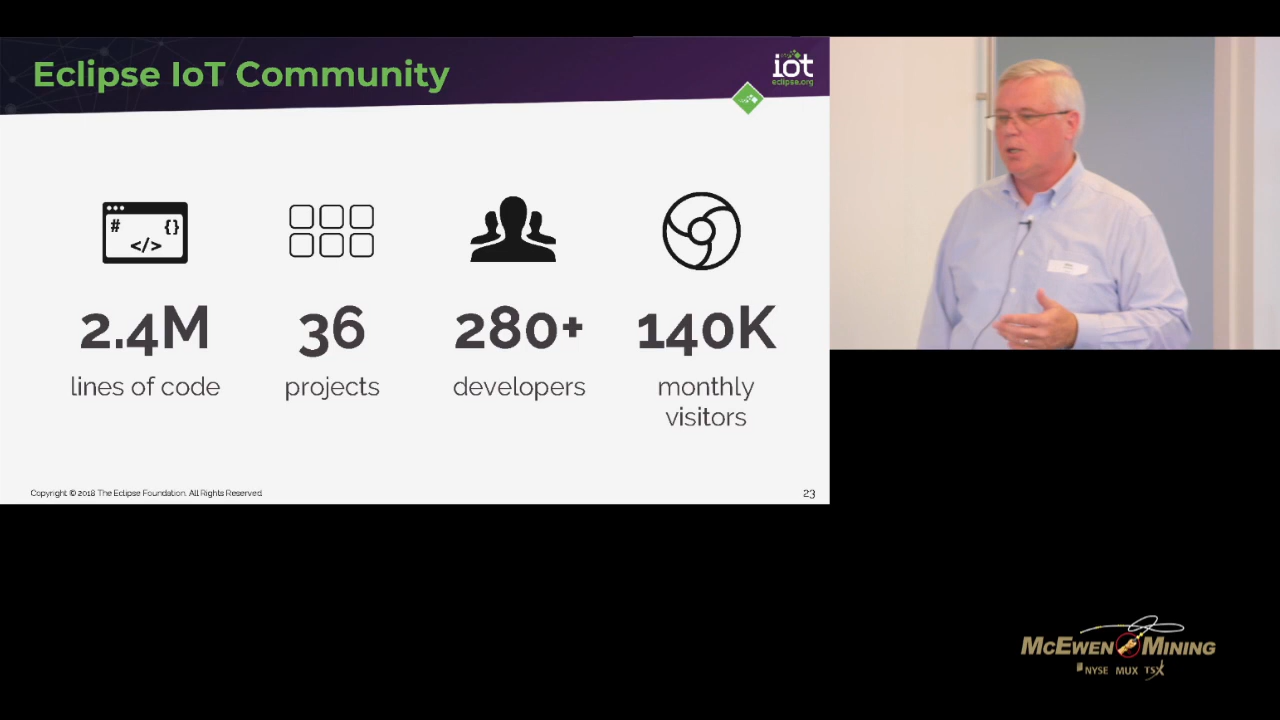 Eclipse IoT Community
iot
eclipse.org
# {}
</>
2.4M
lines of code
36
projects
280+
developers
140K
monthly
visitors
Copyright © 2018 The Eclipse Foundation. All Rights Reserved.
23
McEwen Mining
NYSE MUX TSX